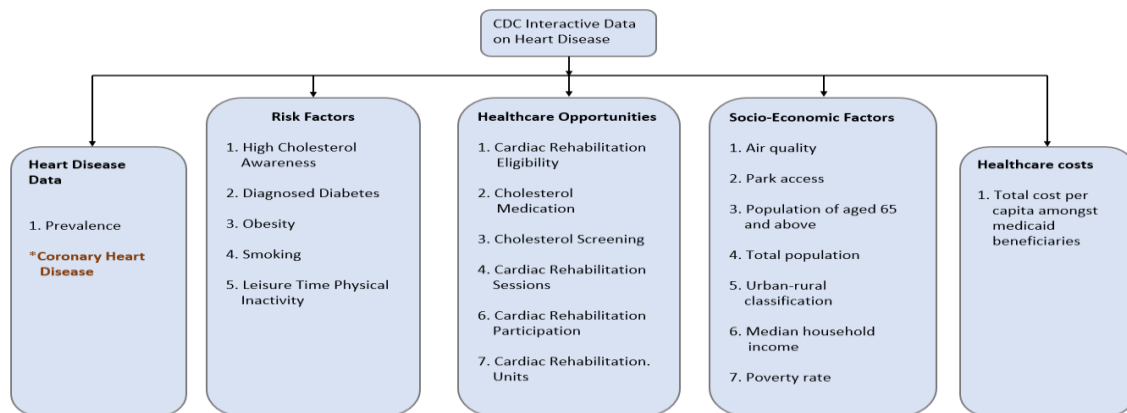 CDC Interactive Data
on Heart Disease
Heart Disease
Data
1. Prevalence
*Coronary Heart
Disease
Risk Factors
1. High Cholesterol
Awareness
2. Diagnosed Diabetes
3. Obesity
4. Smoking
5. Leisure Time Physical
Inactivity
Healthcare Opportunities
1. Cardiac Rehabilitation
Eligibility
2. Cholesterol
Medication
3. Cholesterol Screening
4. Cardiac Rehabilitation
Sessions
6. Cardiac Rehabilitation
Participation
7. Cardiac Rehabilitation.
Units
Socio-Economic Factors
1. Air quality
2. Park access
3. Population of aged 65
and above
4. Total population
5. Urban-rural
classification
6. Median household
income
7. Poverty rate
Healthcare costs
1. Total cost per
capita amongst
medicaid
beneficiaries